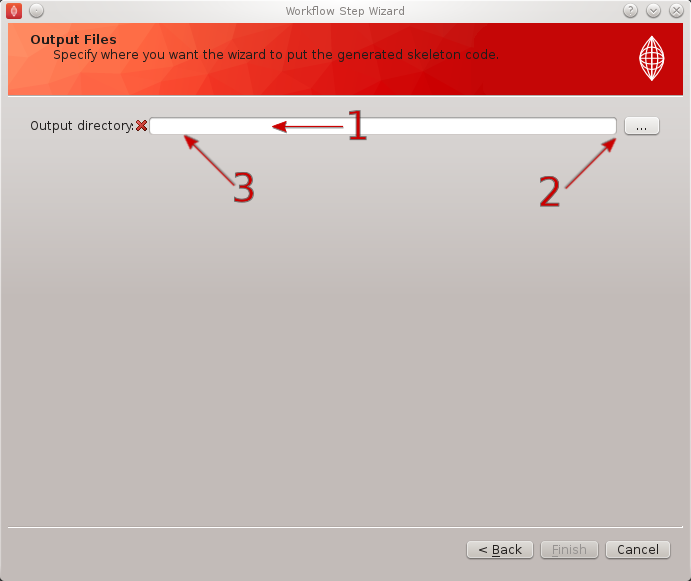 Workflow Step Wizard
?
Output Files
Specify where you want the wizard to put the generated skeleton code.
Output directory:
1
...
3
2
< Back
Finish
Cancel